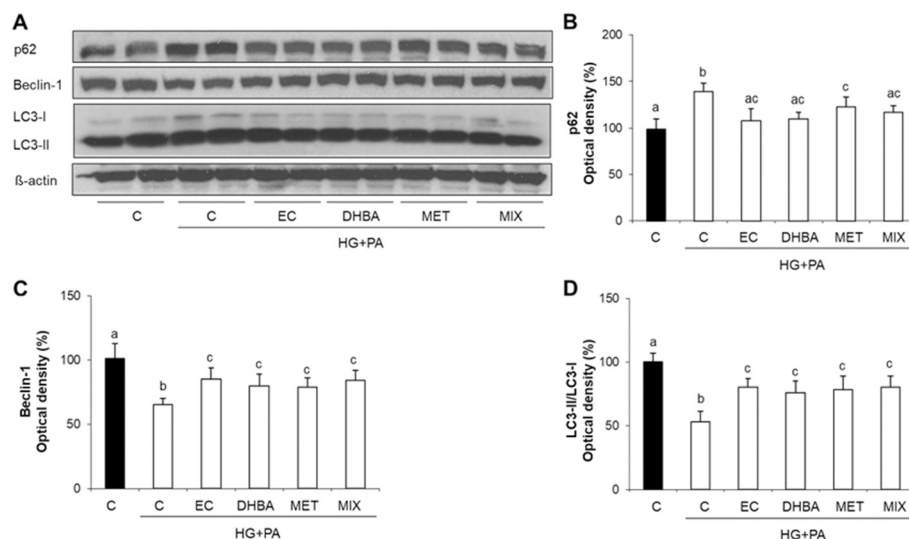 A
p62
Beclin-1
LC3-I
LC3-II
ß-actin
C C EC DHBA MET MIX
HG+PA
B
p62
Optical density (%)
200
150
100
50
0
a b ac ac c ac
C C EC DHBA MET MIX
HG+PA
C
Beclin-1
Optical density (%)
150
100
50
0
a b c c c c
C C EC DHBA MET MIX
HG+PA
D
LC3-II/LC3-I
Optical density (%)
150
100
50
0
a b c c c c
C C EC DHBA MET MIX
HG+PA